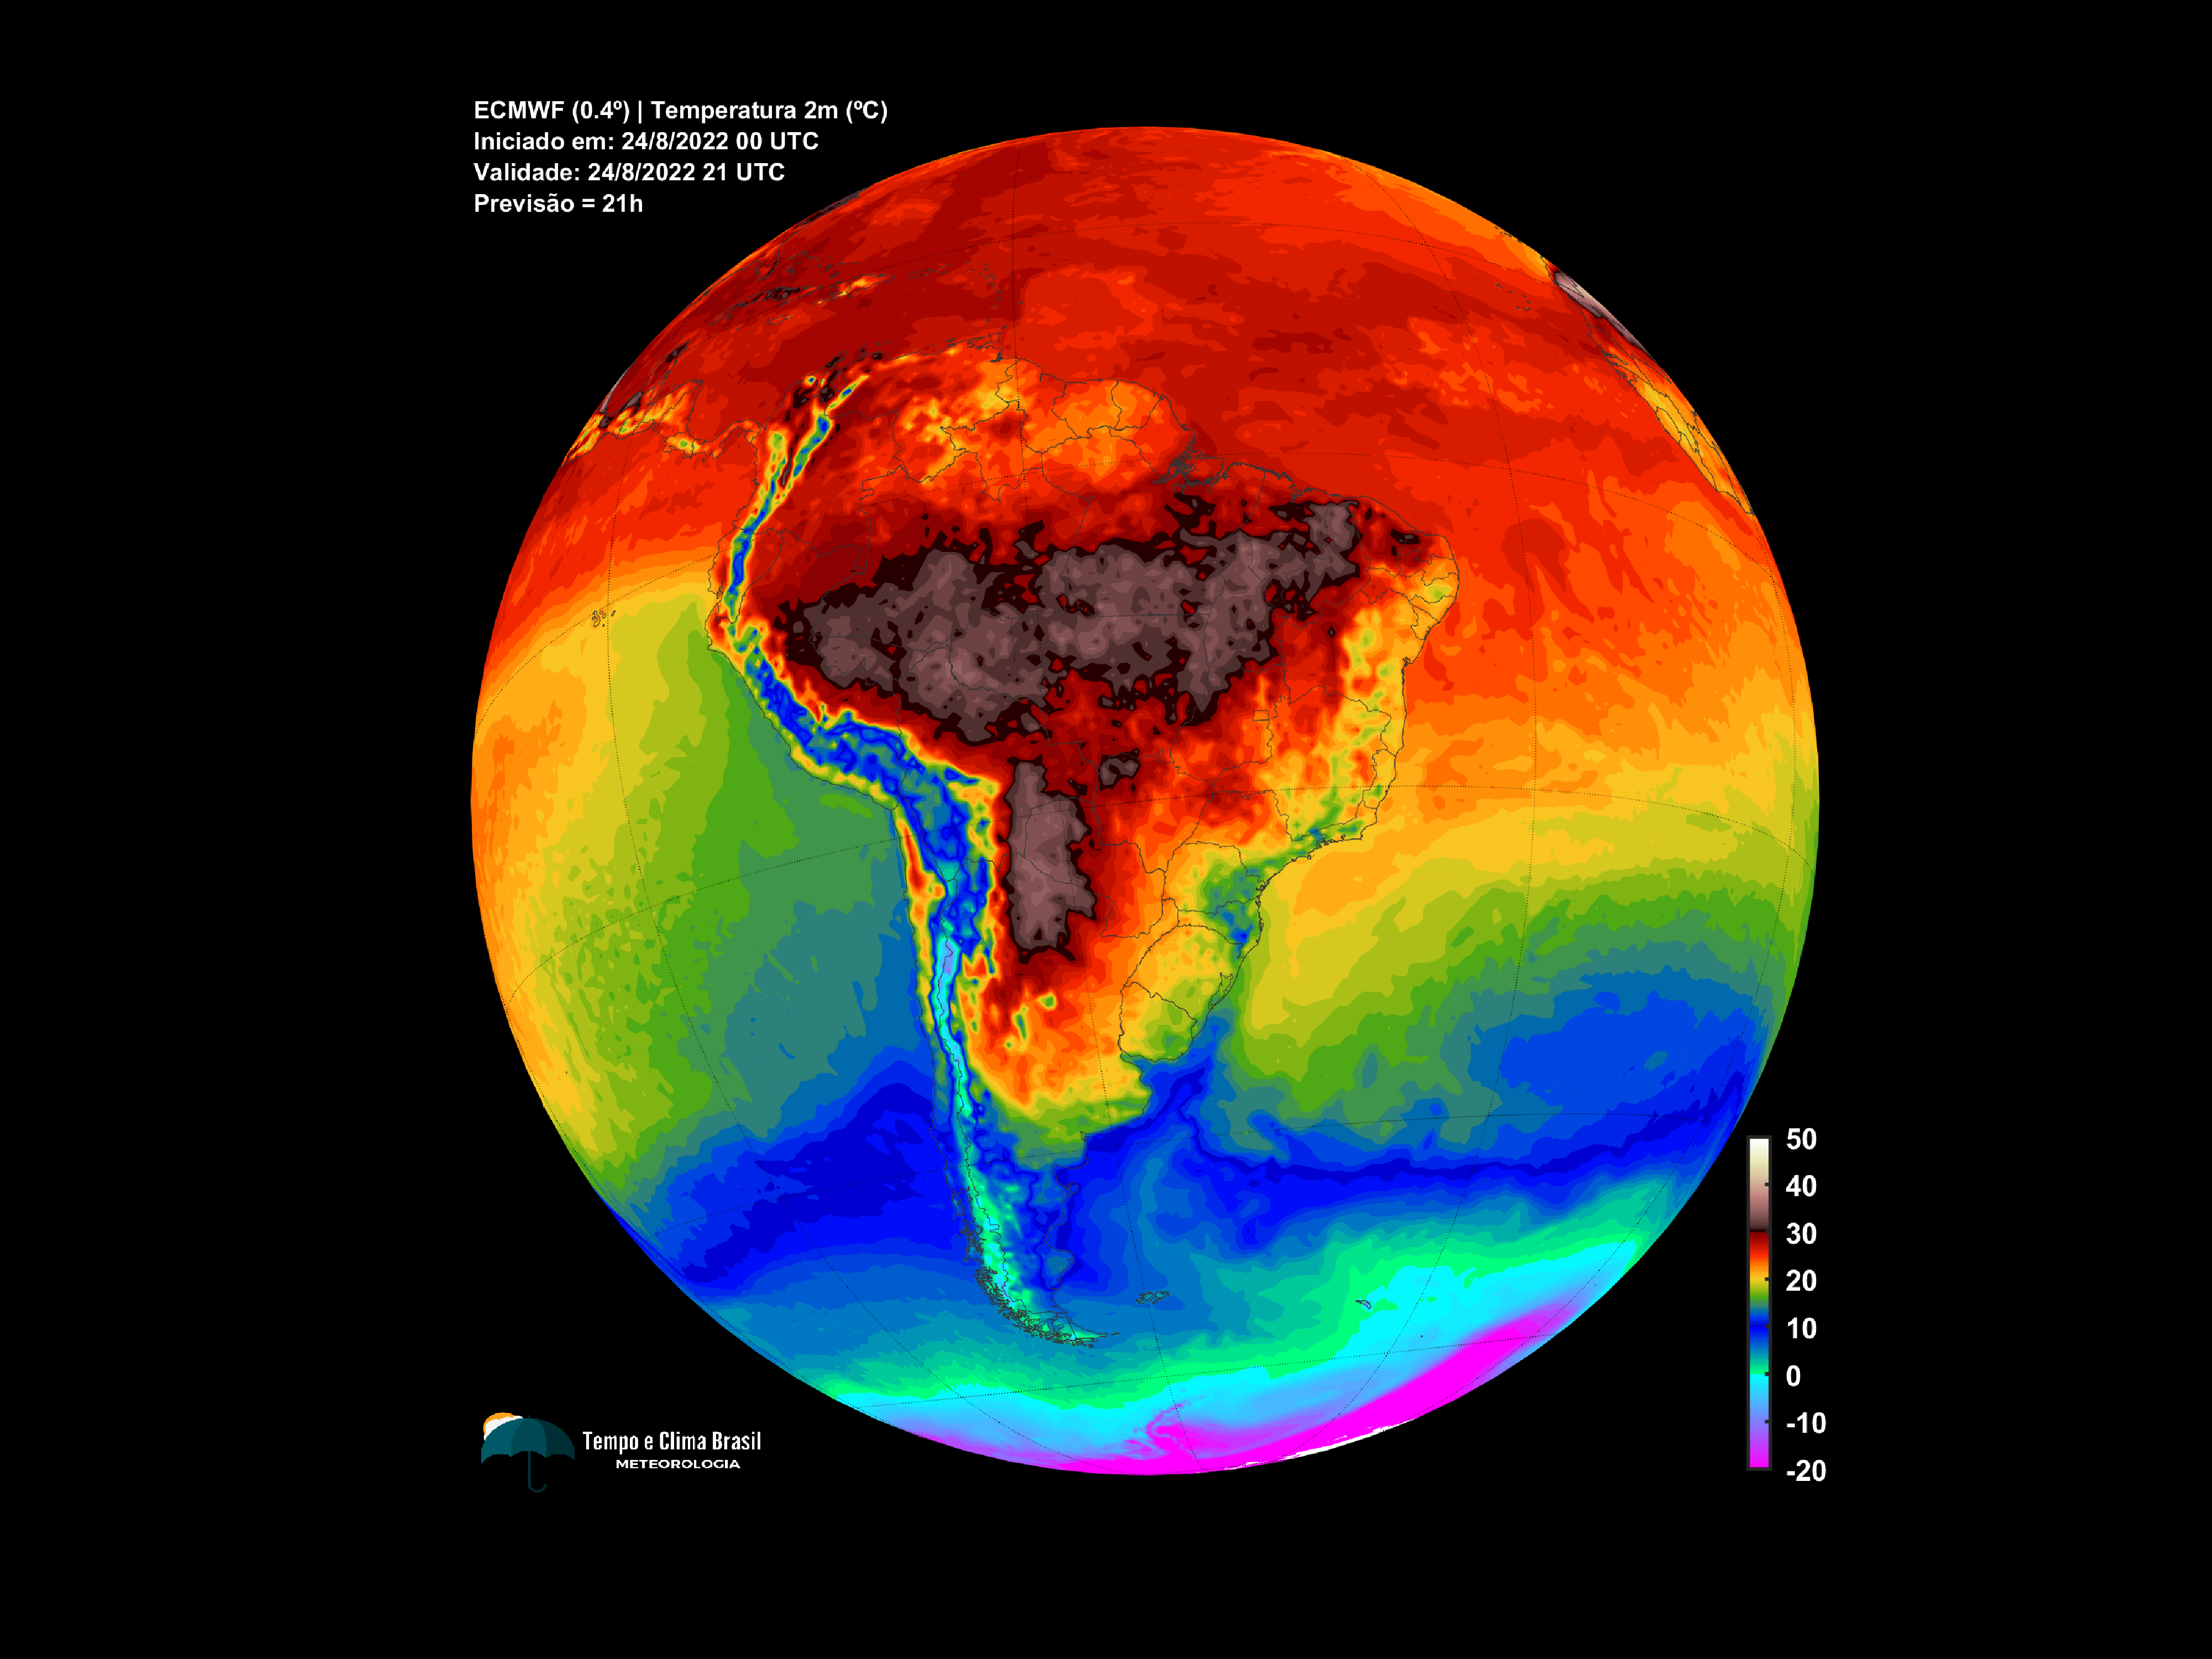 ECMWF (0.4º) | Temperatura 2m (ºC)
Iniciado em: 24/8/2022 00 UTC
Validade: 24/8/2022 21 UTC
Previsão = 21h
50
40
30
20
10
0
-10
-20
Tempo e Clima Brasil
METEOROLOGIA